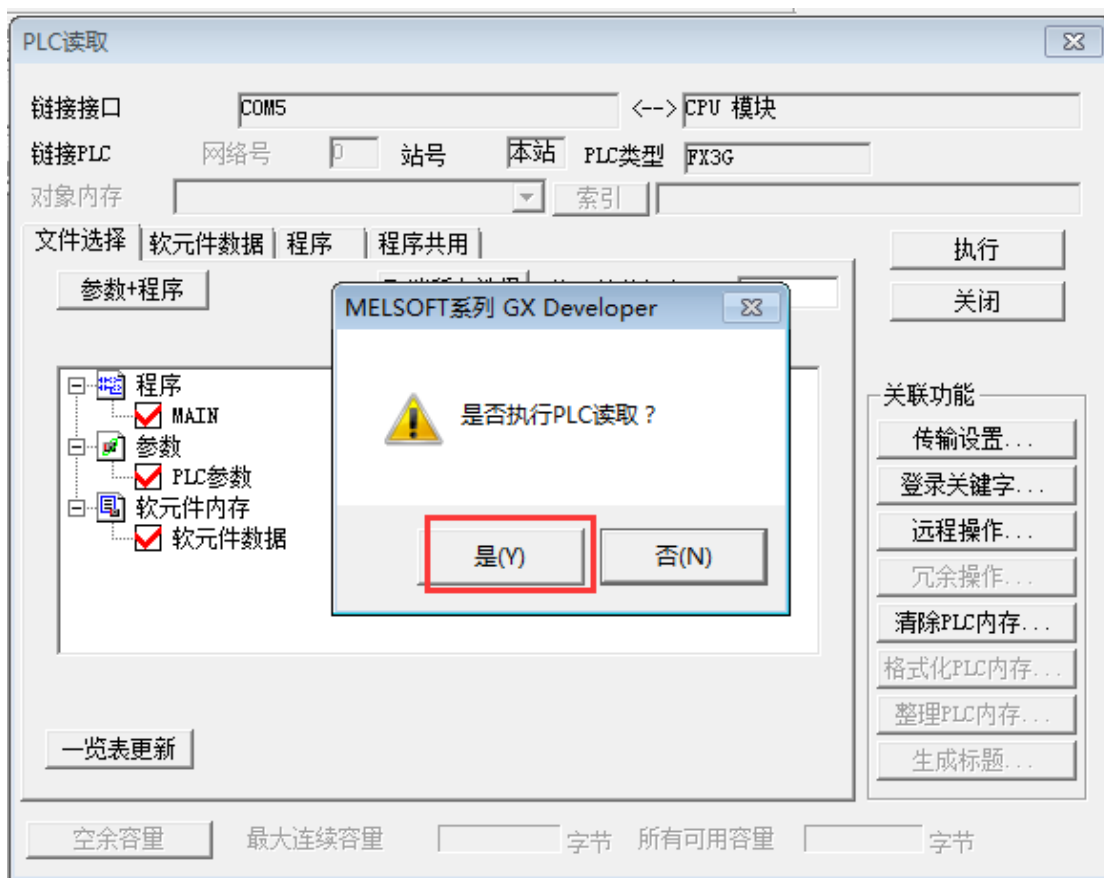 PLC读取
链接接口 COM5 <--> CPU 模块
链接PLC 网络号 0 站号 本站 PLC类型 FX3G
对象内存 索引
文件选择 软元件数据 程序 程序共用
执行
参数+程序
关闭
MELSOFT系列 GX Developer
是否执行PLC读取？
是(Y) 否(N)
程序
MAIN
参数
PLC参数
软元件内存
软元件数据
关联功能
传输设置...
登录关键字...
远程操作...
冗余操作...
清除PLC内存...
格式化PLC内存...
整理PLC内存...
生成标题...
一览表更新
空余容量 最大连续容量 字节 所有可用容量 字节